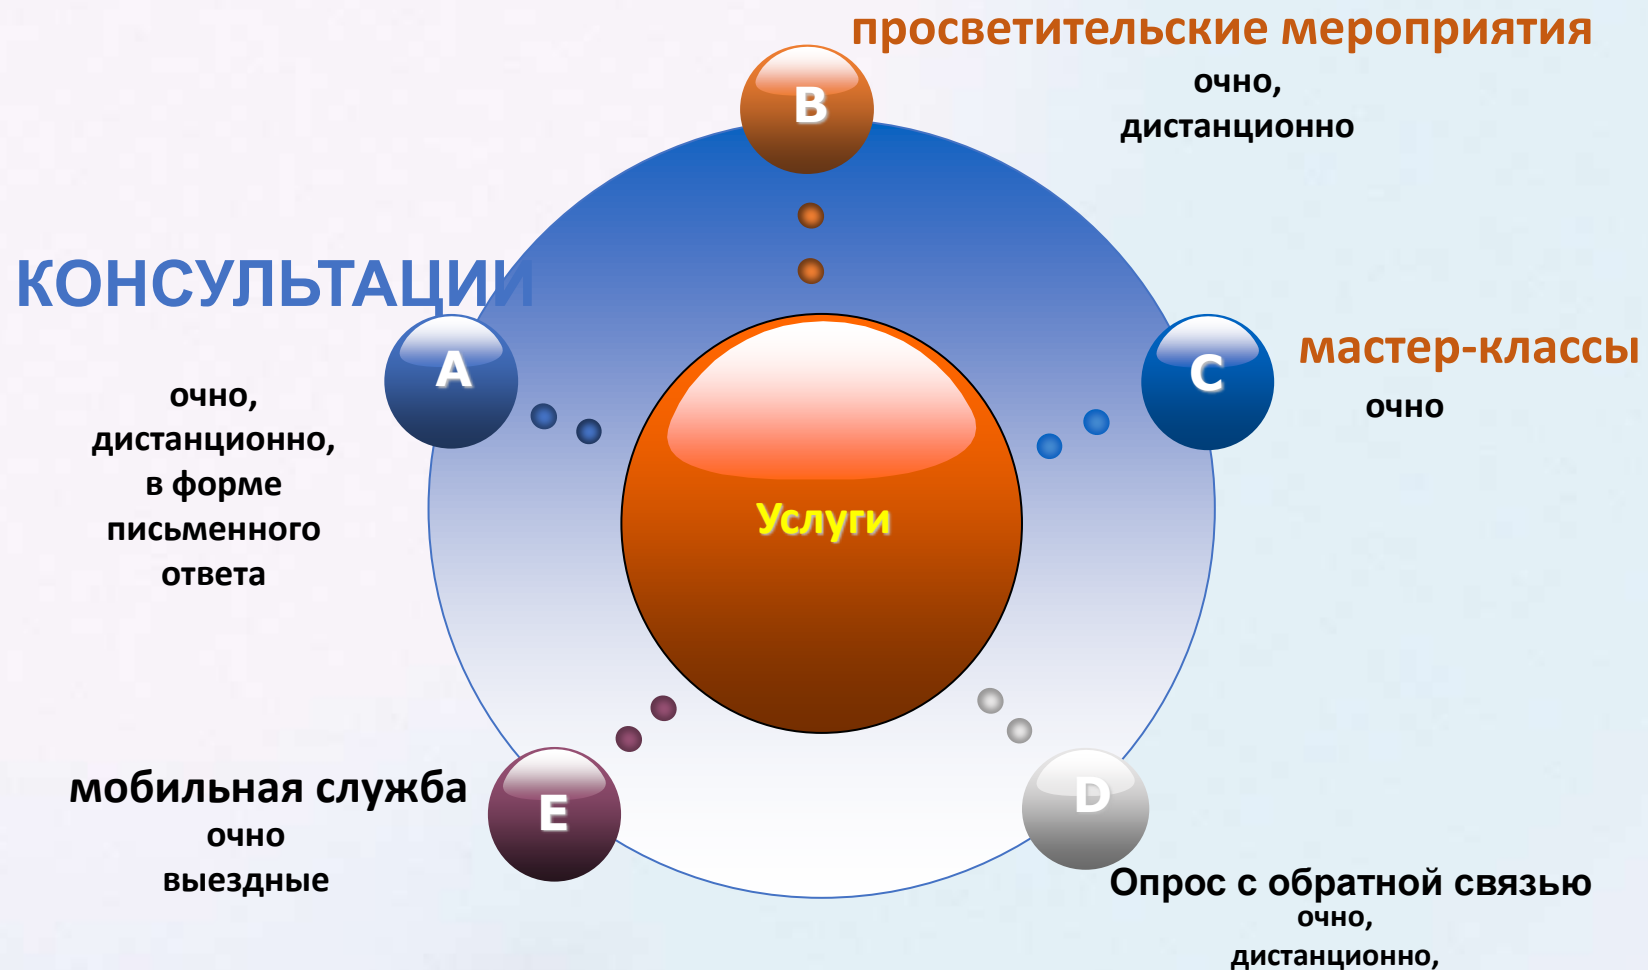 просветительские мероприятия
очно,
дистанционно
B
КОНСУЛЬТАЦИИ
A
очно,
дистанционно,
в форме
письменного
ответа
C
мастер-классы
очно
Услуги
мобильная служба
очно
выездные
E
D
Опрос с обратной связью
очно,
дистанционно,